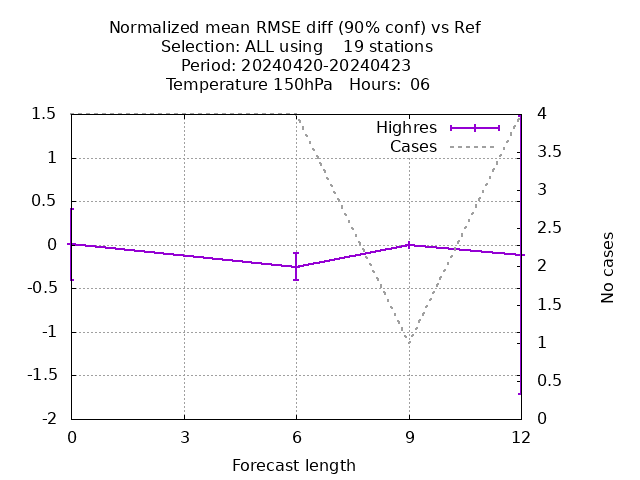 Normalized mean RMSE diff (90% conf) vs Ref
Selection: ALL using    19 stations
Period: 20240420-20240423
Temperature 150hPa   Hours:  06
Highres
Cases
1.5
1
0.5
0
-0.5
-1
-1.5
-2
4
3.5
3
2.5
2
1.5
1
0.5
0
No cases
0 3 6 9 12
Forecast length